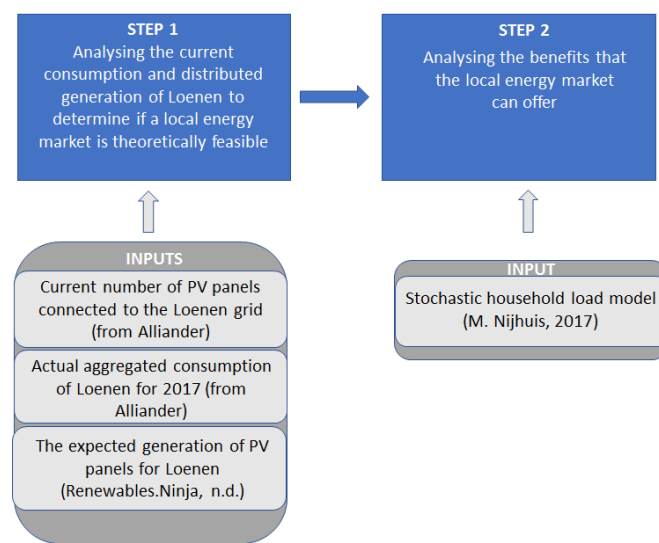 STEP 1
Analysing the current
consumption and distributed
generation of Loenen to
determine if a local energy
market is theoretically feasible
STEP 2
Analysing the benefits that
the local energy market
can offer
INPUTS
Current number of PV panels
connected to the Loenen grid
(from Alliander)
Actual aggregated consumption
of Loenen for 2017 (from
Alliander)
The expected generation of PV
panels for Loenen
(Renewables.Ninja, n.d.)
INPUT
Stochastic household load model
(M. Nijhuis, 2017)